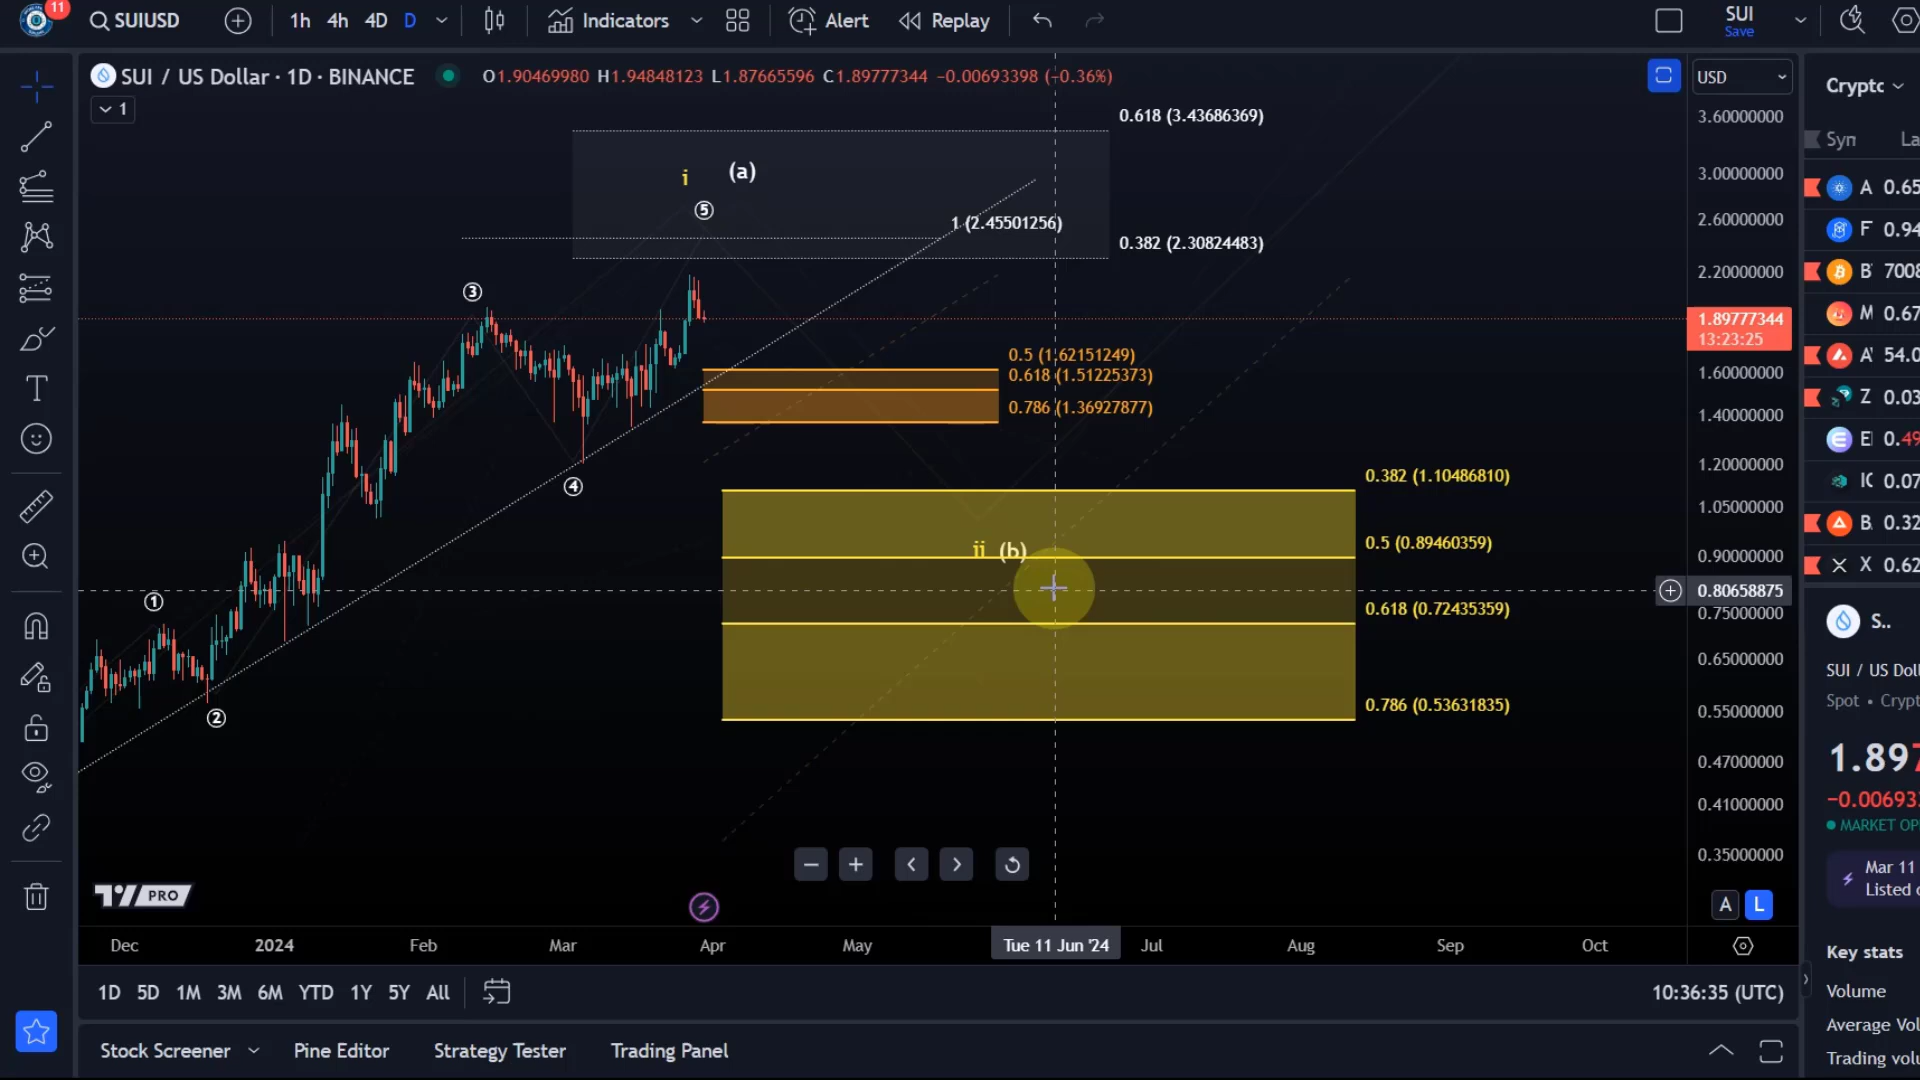 11
SUIUSD
1h 4h 4D D
Indicators
Alert
Replay
SUI
Save
SUI / US Dollar · 1D · BINANCE
O1.90469980 H1.94848123 L1.87665596 C1.89777344 −0.00693398 (−0.36%)
1
USD
0.618 (3.43686369)
i (a)
⑤
1 (2.45501256)
0.382 (2.30824483)
③
0.5 (1.62151249)
0.618 (1.51225373)
0.786 (1.36927877)
④
0.382 (1.10486810)
ii (b)
0.5 (0.89460359)
①
0.618 (0.72435359)
②
0.786 (0.53631835)
3.60000000
3.00000000
2.60000000
2.20000000
1.89777344
13:23:25
1.60000000
1.40000000
1.20000000
1.05000000
0.90000000
0.80658875
0.75000000
0.65000000
0.55000000
0.47000000
0.41000000
0.35000000
A L
PRO
Dec 2024 Feb Mar Apr May Tue 11 Jun '24 Jul Aug Sep Oct
1D 5D 1M 3M 6M YTD 1Y 5Y All
10:36:35 (UTC)
Stock Screener
Pine Editor
Strategy Tester
Trading Panel
Syn
A 0.65
F 0.94
B 7008
M 0.67
A 54.0
Z 0.03
E 0.49
IC 0.07
B. 0.32
X 0.62
S..
SUI / US Doll
Spot • Crypt
1.897
−0.00693
MARKET OP
Mar 11
Listed
Key stats
Volume
Average Vol
Trading volu